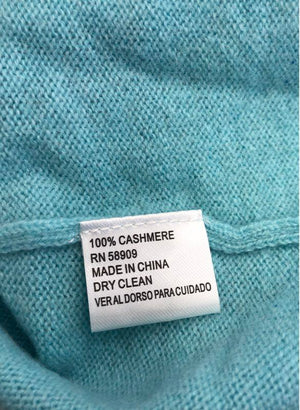 100% CASHMERE
RN 58909
MADE IN CHINA
DRY CLEAN
VER AL DORSO PARA CUIDADO